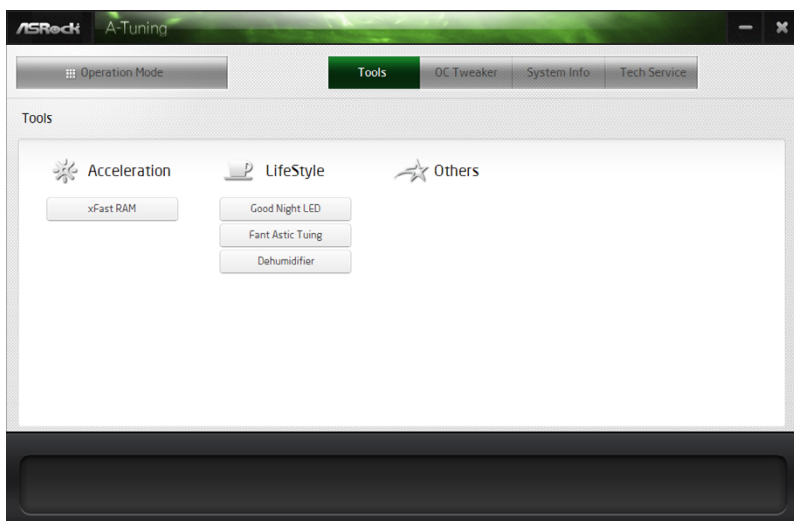 ASRock A-Tuning
Operation Mode
Tools OC Tweaker System Info Tech Service
Tools
Acceleration LifeStyle Others
xFast RAM Good Night LED
Fant Astic Tuing
Dehumidifier